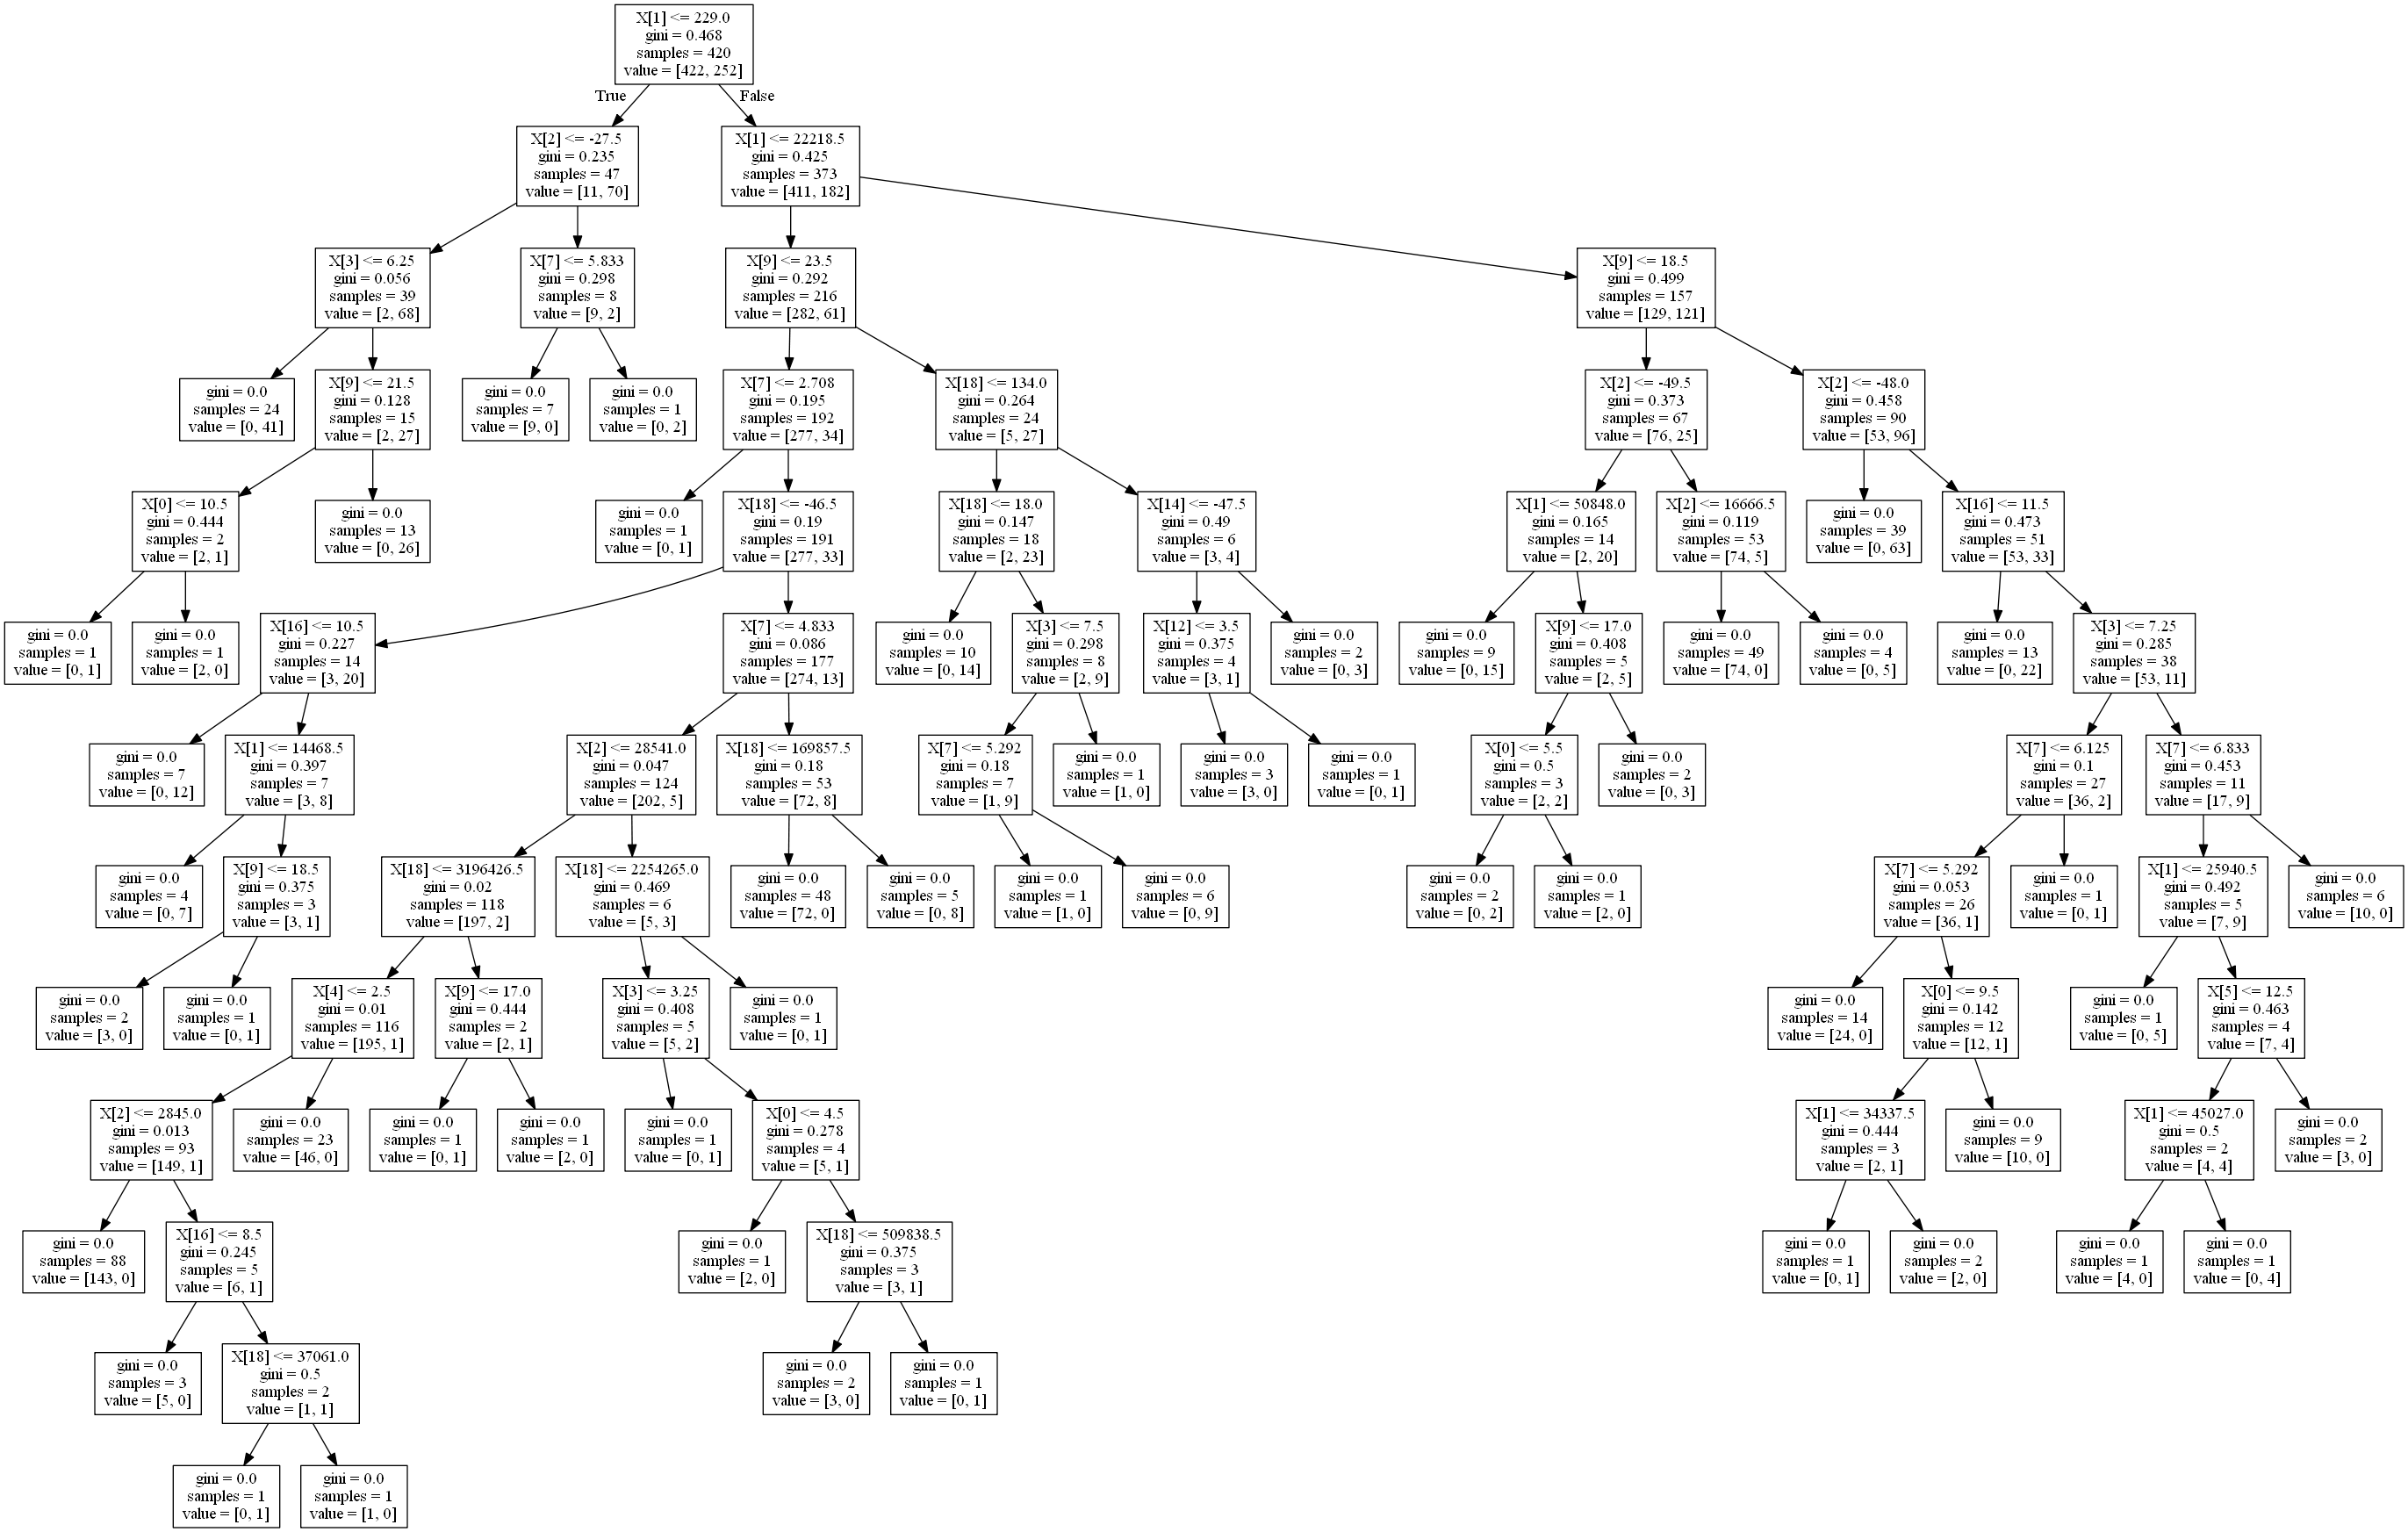 X[1] <= 229.0
gini = 0.468
samples = 420
value = [422, 252]
True
False
X[2] <= -27.5
gini = 0.235
samples = 47
value = [11, 70]
X[1] <= 22218.5
gini = 0.425
samples = 373
value = [411, 182]
X[3] <= 6.25
gini = 0.056
samples = 39
value = [2, 68]
X[7] <= 5.833
gini = 0.298
samples = 8
value = [9, 2]
X[9] <= 23.5
gini = 0.292
samples = 216
value = [282, 61]
X[9] <= 18.5
gini = 0.499
samples = 157
value = [129, 121]
gini = 0.0
samples = 24
value = [0, 41]
X[9] <= 21.5
gini = 0.128
samples = 15
value = [2, 27]
gini = 0.0
samples = 7
value = [9, 0]
gini = 0.0
samples = 1
value = [0, 2]
X[7] <= 2.708
gini = 0.195
samples = 192
value = [277, 34]
X[18] <= 134.0
gini = 0.264
samples = 24
value = [5, 27]
X[2] <= -49.5
gini = 0.373
samples = 67
value = [76, 25]
X[2] <= -48.0
gini = 0.458
samples = 90
value = [53, 96]
X[0] <= 10.5
gini = 0.444
samples = 2
value = [2, 1]
gini = 0.0
samples = 13
value = [0, 26]
gini = 0.0
samples = 1
value = [0, 1]
X[18] <= -46.5
gini = 0.19
samples = 191
value = [277, 33]
X[18] <= 18.0
gini = 0.147
samples = 18
value = [2, 23]
X[14] <= -47.5
gini = 0.49
samples = 6
value = [3, 4]
X[1] <= 50848.0
gini = 0.165
samples = 14
value = [2, 20]
X[2] <= 16666.5
gini = 0.119
samples = 53
value = [74, 5]
gini = 0.0
samples = 39
value = [0, 63]
X[16] <= 11.5
gini = 0.473
samples = 51
value = [53, 33]
gini = 0.0
samples = 1
value = [0, 1]
gini = 0.0
samples = 1
value = [2, 0]
X[16] <= 10.5
gini = 0.227
samples = 14
value = [3, 20]
X[7] <= 4.833
gini = 0.086
samples = 177
value = [274, 13]
gini = 0.0
samples = 10
value = [0, 14]
X[3] <= 7.5
gini = 0.298
samples = 8
value = [2, 9]
X[12] <= 3.5
gini = 0.375
samples = 4
value = [3, 1]
gini = 0.0
samples = 2
value = [0, 3]
gini = 0.0
samples = 9
value = [0, 15]
X[9] <= 17.0
gini = 0.408
samples = 5
value = [2, 5]
gini = 0.0
samples = 49
value = [74, 0]
gini = 0.0
samples = 4
value = [0, 5]
gini = 0.0
samples = 13
value = [0, 22]
X[3] <= 7.25
gini = 0.285
samples = 38
value = [53, 11]
gini = 0.0
samples = 7
value = [0, 12]
X[1] <= 14468.5
gini = 0.397
samples = 7
value = [3, 8]
X[2] <= 28541.0
gini = 0.047
samples = 124
value = [202, 5]
X[18] <= 169857.5
gini = 0.18
samples = 53
value = [72, 8]
X[7] <= 5.292
gini = 0.18
samples = 7
value = [1, 9]
gini = 0.0
samples = 1
value = [1, 0]
gini = 0.0
samples = 3
value = [3, 0]
gini = 0.0
samples = 1
value = [0, 1]
X[0] <= 5.5
gini = 0.5
samples = 3
value = [2, 2]
gini = 0.0
samples = 2
value = [0, 3]
X[7] <= 6.125
gini = 0.1
samples = 27
value = [36, 2]
X[7] <= 6.833
gini = 0.453
samples = 11
value = [17, 9]
gini = 0.0
samples = 4
value = [0, 7]
X[9] <= 18.5
gini = 0.375
samples = 3
value = [3, 1]
X[18] <= 3196426.5
gini = 0.02
samples = 118
value = [197, 2]
X[18] <= 2254265.0
gini = 0.469
samples = 6
value = [5, 3]
gini = 0.0
samples = 48
value = [72, 0]
gini = 0.0
samples = 5
value = [0, 8]
gini = 0.0
samples = 1
value = [1, 0]
gini = 0.0
samples = 6
value = [0, 9]
gini = 0.0
samples = 2
value = [0, 2]
gini = 0.0
samples = 1
value = [2, 0]
X[7] <= 5.292
gini = 0.053
samples = 26
value = [36, 1]
gini = 0.0
samples = 1
value = [0, 1]
X[1] <= 25940.5
gini = 0.492
samples = 5
value = [7, 9]
gini = 0.0
samples = 6
value = [10, 0]
gini = 0.0
samples = 2
value = [3, 0]
gini = 0.0
samples = 1
value = [0, 1]
X[4] <= 2.5
gini = 0.01
samples = 116
value = [195, 1]
X[9] <= 17.0
gini = 0.444
samples = 2
value = [2, 1]
X[3] <= 3.25
gini = 0.408
samples = 5
value = [5, 2]
gini = 0.0
samples = 1
value = [0, 1]
gini = 0.0
samples = 14
value = [24, 0]
X[0] <= 9.5
gini = 0.142
samples = 12
value = [12, 1]
gini = 0.0
samples = 1
value = [0, 5]
X[5] <= 12.5
gini = 0.463
samples = 4
value = [7, 4]
X[2] <= 2845.0
gini = 0.013
samples = 93
value = [149, 1]
gini = 0.0
samples = 23
value = [46, 0]
gini = 0.0
samples = 1
value = [0, 1]
gini = 0.0
samples = 1
value = [2, 0]
gini = 0.0
samples = 1
value = [0, 1]
X[0] <= 4.5
gini = 0.278
samples = 4
value = [5, 1]
X[1] <= 34337.5
gini = 0.444
samples = 3
value = [2, 1]
gini = 0.0
samples = 9
value = [10, 0]
X[1] <= 45027.0
gini = 0.5
samples = 2
value = [4, 4]
gini = 0.0
samples = 2
value = [3, 0]
gini = 0.0
samples = 88
value = [143, 0]
X[16] <= 8.5
gini = 0.245
samples = 5
value = [6, 1]
gini = 0.0
samples = 1
value = [2, 0]
X[18] <= 509838.5
gini = 0.375
samples = 3
value = [3, 1]
gini = 0.0
samples = 1
value = [0, 1]
gini = 0.0
samples = 2
value = [2, 0]
gini = 0.0
samples = 1
value = [4, 0]
gini = 0.0
samples = 1
value = [0, 4]
gini = 0.0
samples = 3
value = [5, 0]
X[18] <= 37061.0
gini = 0.5
samples = 2
value = [1, 1]
gini = 0.0
samples = 2
value = [3, 0]
gini = 0.0
samples = 1
value = [0, 1]
gini = 0.0
samples = 1
value = [0, 1]
gini = 0.0
samples = 1
value = [1, 0]